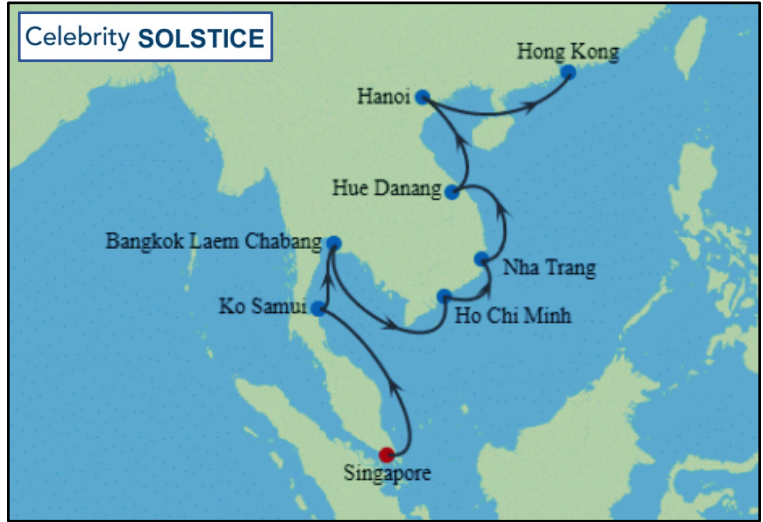 Celebrity SOLSTICE
Hong Kong
Hanoi
Hue Danang
Bangkok Laem Chabang
Nha Trang
Ko Samui
Ho Chi Minh
Singapore